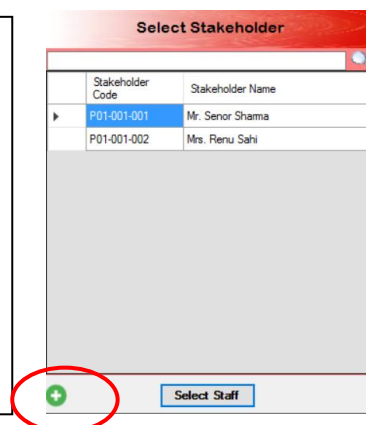 Select Stakeholder
Stakeholder Code Stakeholder Name
P01-001-001 Mr. Senor Sharma
P01-001-002 Mrs. Renu Sahi
Select Staff